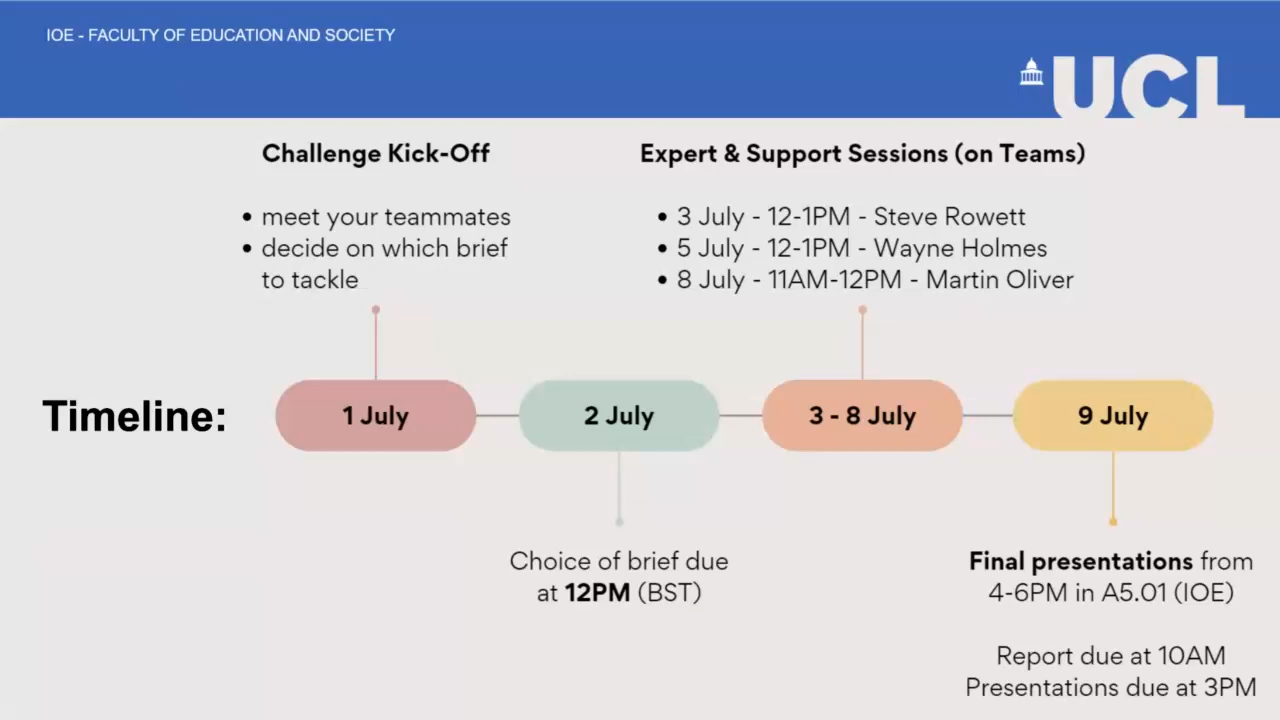 IOE - FACULTY OF EDUCATION AND SOCIETY
UCL
Challenge Kick-Off
• meet your teammates
• decide on which brief
to tackle
Expert & Support Sessions (on Teams)
• 3 July - 12-1PM - Steve Rowett
• 5 July - 12-1PM - Wayne Holmes
• 8 July - 11AM-12PM - Martin Oliver
Timeline:
1 July
2 July
3 - 8 July
9 July
Choice of brief due
at 12PM (BST)
Final presentations from
4-6PM in A5.01 (IOE)
Report due at 10AM
Presentations due at 3PM